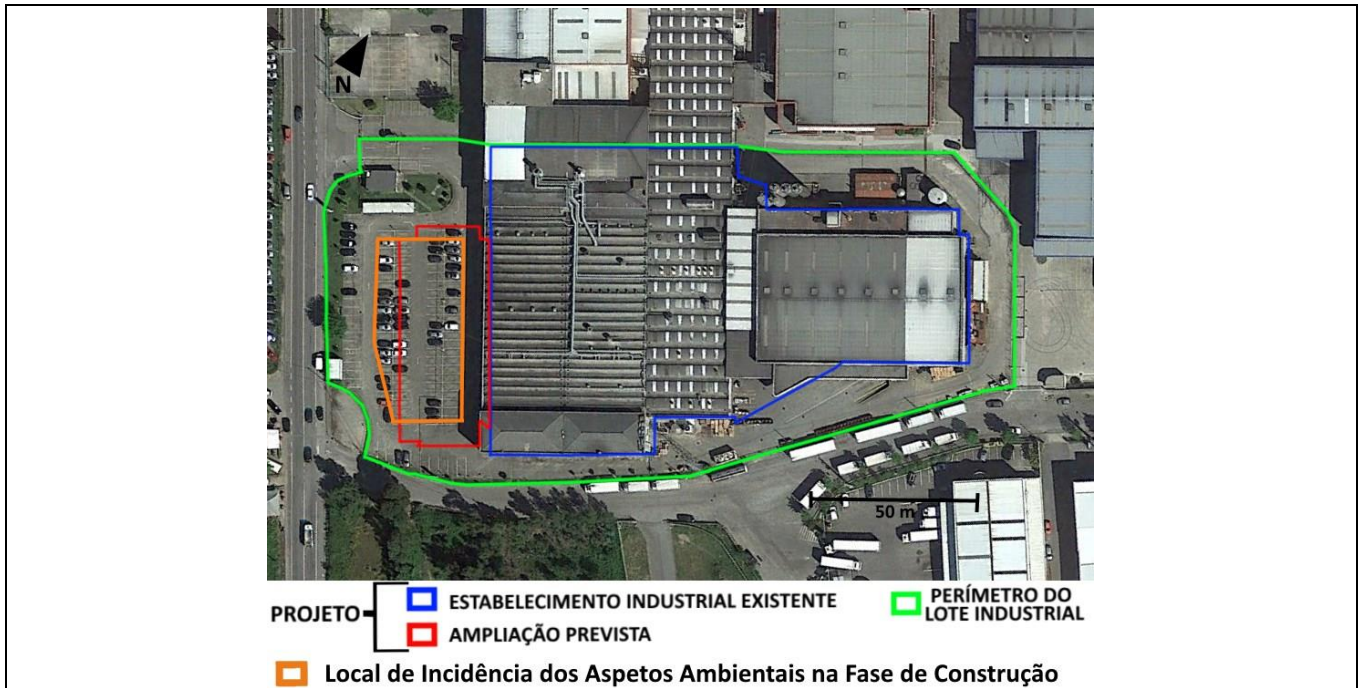 N
50 m
PROJETO
ESTABELECIMENTO INDUSTRIAL EXISTENTE
AMPLIAÇÃO PREVISTA
PERÍMETRO DO
LOTE INDUSTRIAL
Local de Incidência dos Aspetos Ambientais na Fase de Construção